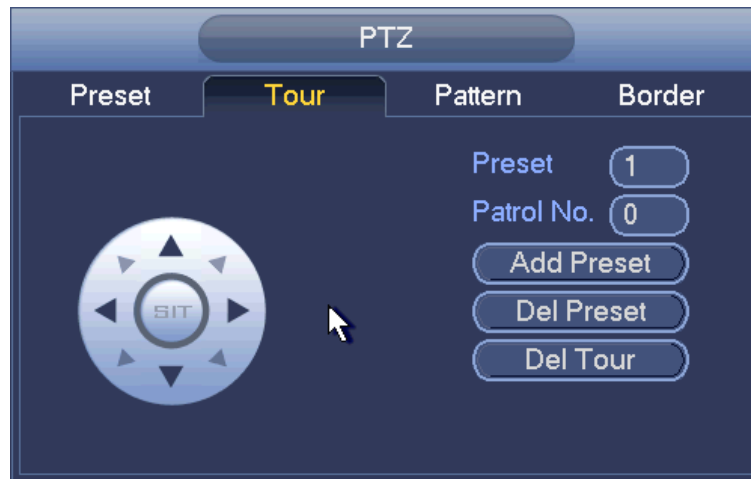 PTZ
Preset Tour Pattern Border
Preset 1
Patrol No. 0
Add Preset
SIT
Del Preset
Del Tour